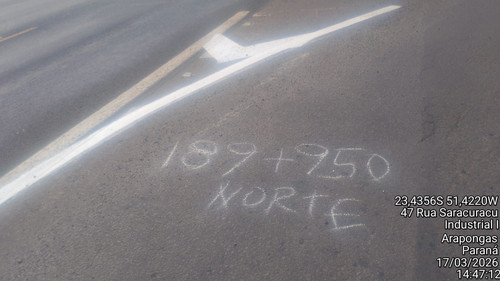 189+950
NORTE
23,4356S 51,4220W
47 Rua Saracuracu
Industrial I
Arapongas
Paraná
17/03/2026
14:47:12